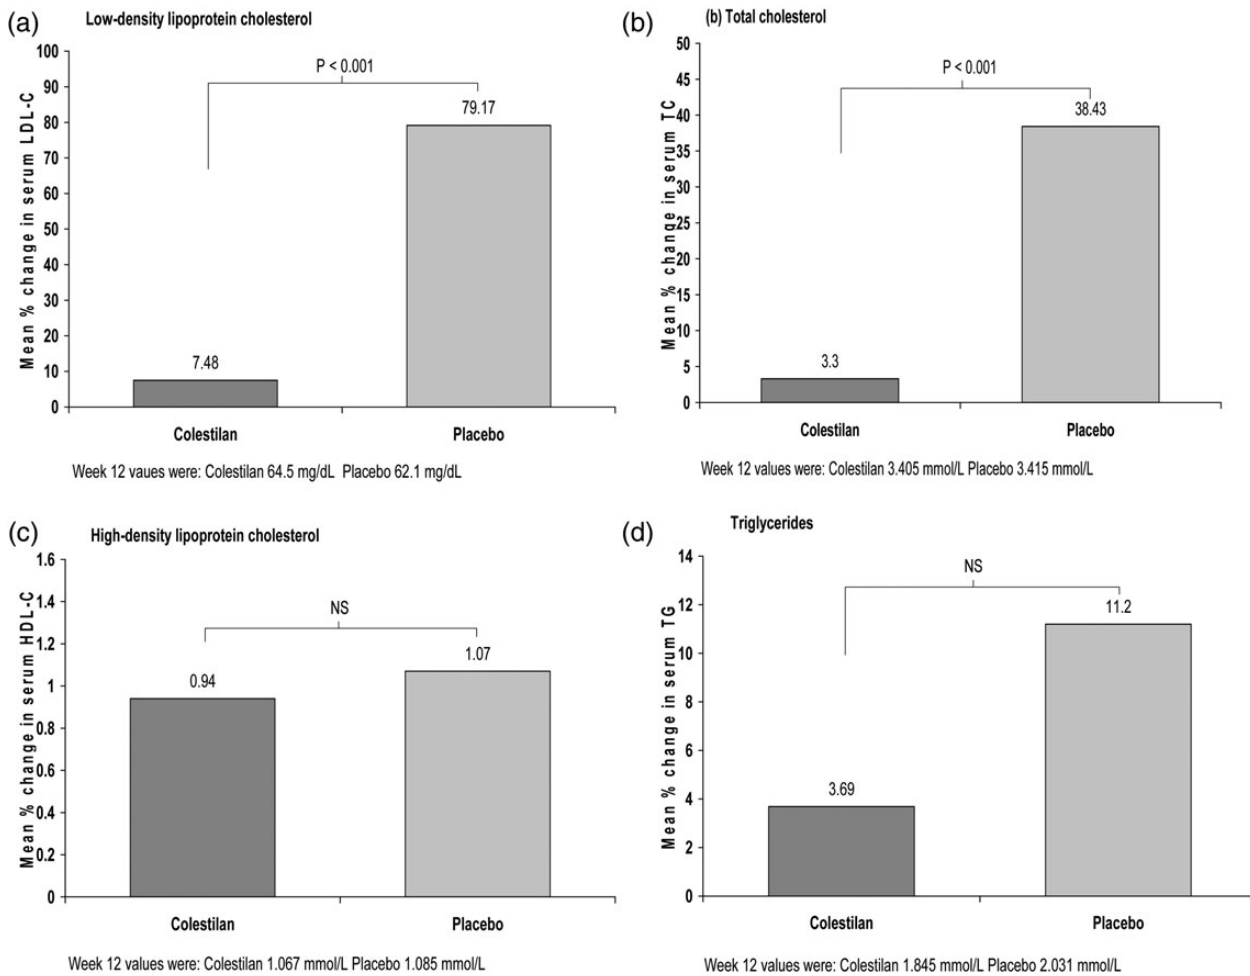 (a)
Low-density lipoprotein cholesterol
Mean % change in serum LDL-C
100
90
80
70
60
50
40
30
20
10
0
P < 0.001
79.17
7.48
Colestilan Placebo
Week 12 values were: Colestilan 64.5 mg/dL Placebo 62.1 mg/dL
(b)
(b) Total cholesterol
Mean % change in serum TC
50
45
40
35
30
25
20
15
10
5
0
P < 0.001
38.43
3.3
Colestilan Placebo
Week 12 values were: Colestilan 3.405 mmol/L Placebo 3.415 mmol/L
(c)
High-density lipoprotein cholesterol
Mean % change in serum HDL-C
1.6
1.4
1.2
1
0.8
0.6
0.4
0.2
0
NS
1.07
0.94
Colestilan Placebo
Week 12 values were: Colestilan 1.067 mmol/L Placebo 1.085 mmol/L
(d)
Triglycerides
Mean % change in serum TG
14
12
10
8
6
4
2
0
NS
11.2
3.69
Colestilan Placebo
Week 12 values were: Colestilan 1.845 mmol/L Placebo 2.031 mmol/L